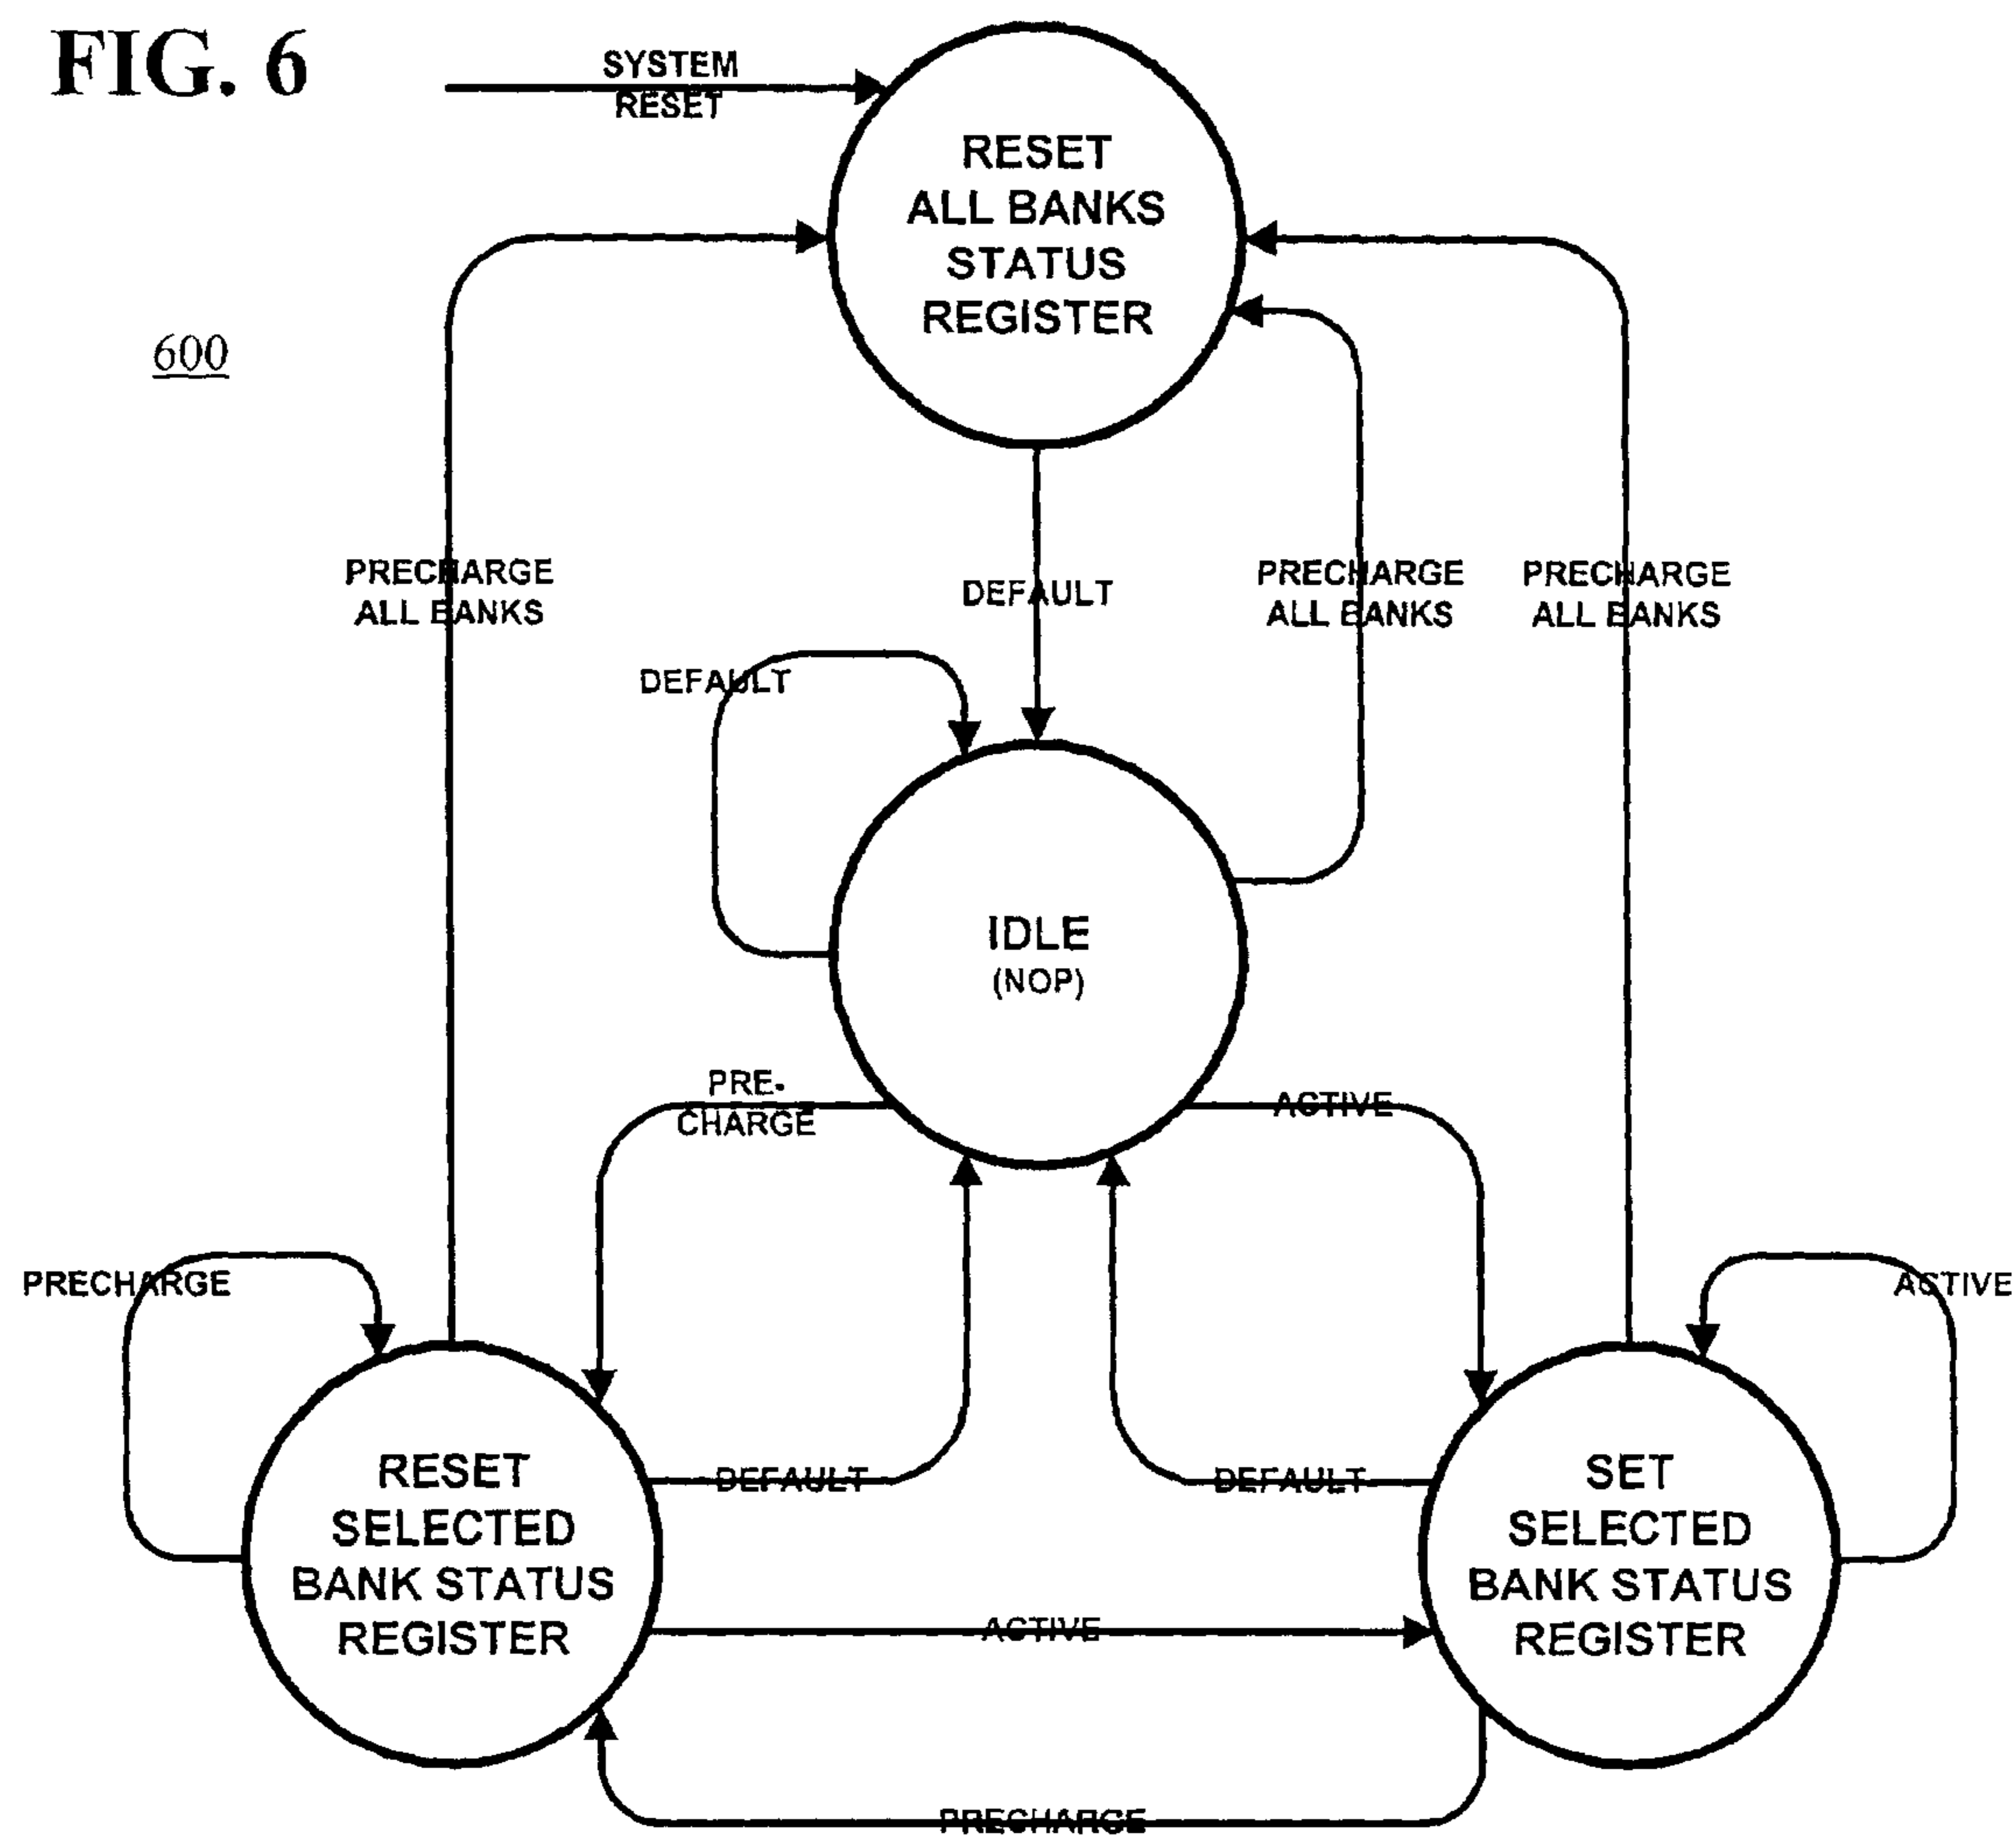 FIG. 6
SYSTEM
RESET
RESET
ALL BANKS
STATUS
REGISTER
600
PRECHARGE
ALL BANKS
DEFAULT
PRECHARGE
ALL BANKS
PRECHARGE
ALL BANKS
DEFAULT
IDLE
(NOP)
PRE-
CHARGE
ACTIVE
PRECHARGE
ACTIVE
RESET
SELECTED
BANK STATUS
REGISTER
DEFAULT
DEFAULT
SET
SELECTED
BANK STATUS
REGISTER
ACTIVE
PRECHARGE